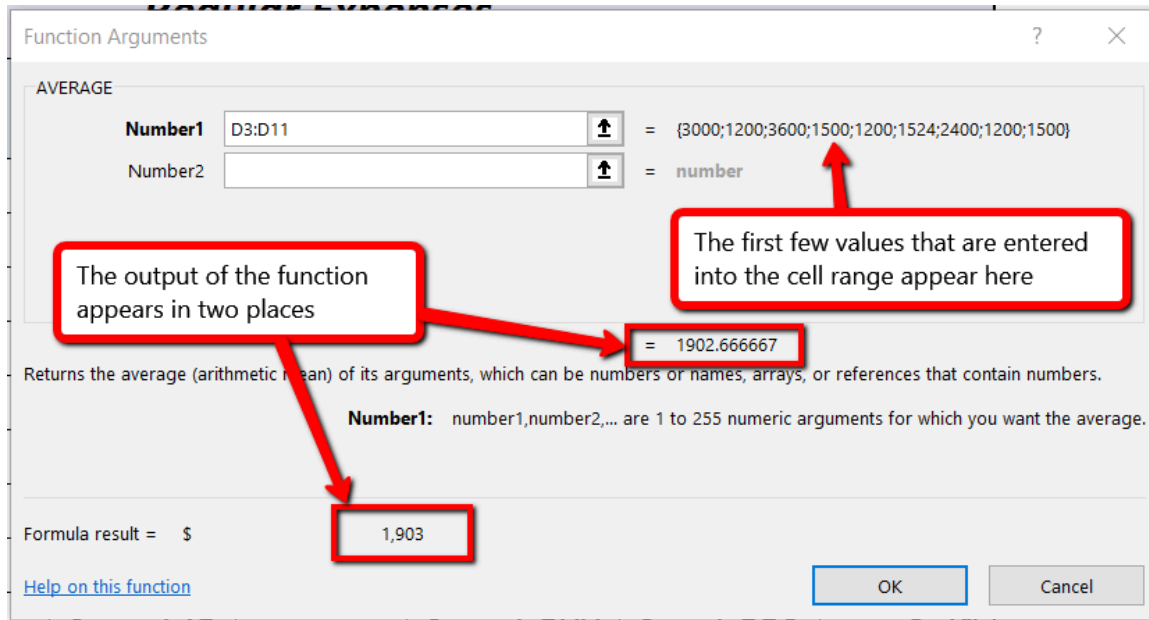 Regular Expenses
Function Arguments ? ×
AVERAGE
Number1 D3:D11 = {3000;1200;3600;1500;1200;1524;2400;1200;1500}
Number2 = number
The first few values that are entered
into the cell range appear here
The output of the function
appears in two places
= 1902.666667
Returns the average (arithmetic mean) of its arguments, which can be numbers or names, arrays, or references that contain numbers.
Number1: number1,number2,... are 1 to 255 numeric arguments for which you want the average.
Formula result = $ 1,903
Help on this function OK Cancel